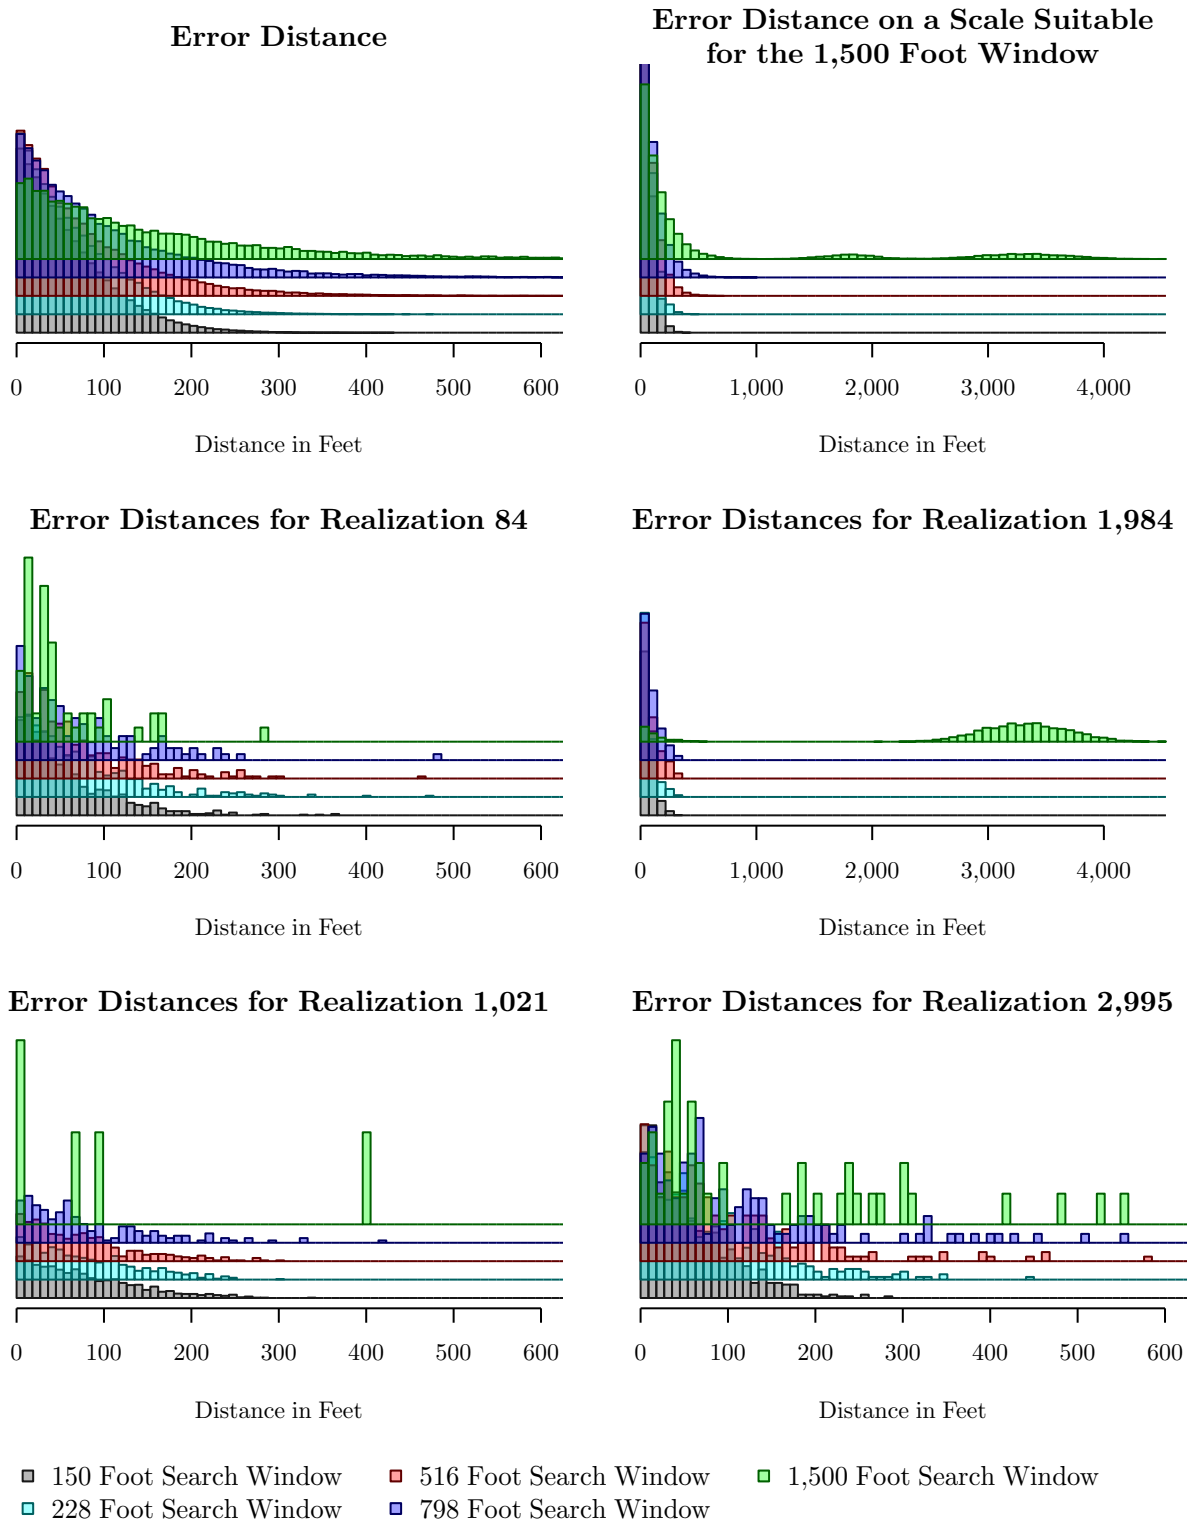 Error Distance
Error Distance on a Scale Suitable
for the 1,500 Foot Window
0 100 200 300 400 500 600
Distance in Feet
0 1,000 2,000 3,000 4,000
Distance in Feet
Error Distances for Realization 84
0 100 200 300 400 500 600
Distance in Feet
Error Distances for Realization 1,984
0 1,000 2,000 3,000 4,000
Distance in Feet
Error Distances for Realization 1,021
0 100 200 300 400 500 600
Distance in Feet
Error Distances for Realization 2,995
0 100 200 300 400 500 600
Distance in Feet
150 Foot Search Window
228 Foot Search Window
516 Foot Search Window
798 Foot Search Window
1,500 Foot Search Window